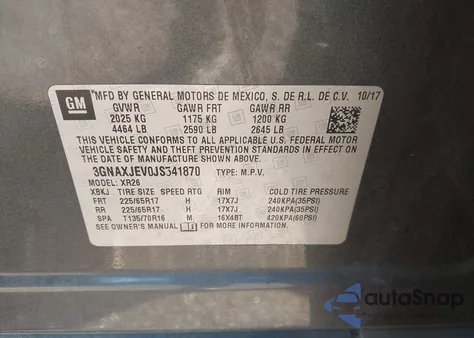 GM
MFD BY GENERAL MOTORS DE MEXICO, S. DE R.L. DE C.V. 10/17
GVWR GAWR FRT GAWR RR
2025 KG 1175 KG 1200 KG
4464 LB 2590 LB 2645 LB
THIS VEHICLE CONFORMS TO ALL APPLICABLE U.S. FEDERAL MOTOR
VEHICLE SAFETY, BUMPER, AND THEFT PREVENTION STANDARDS
IN EFFECT ON THE DATE OF MANUFACTURE SHOWN ABOVE.
3GNAXJEV0JS341870 TYPE: M.P.V.
MODEL: XR26
XBKJ TIRE SIZE SPEED RTG RIM COLD TIRE PRESSURE
FRT 225/65R17 H 17X7J 240KPA(35PSI)
RR 225/65R17 H 17X7J 240KPA(35PSI)
SPA T135/70R16 M 16X4BT 420KPA(60PSI)
SEE OWNER'S MANUAL FOR MORE INFORMATION
autoSnap
POWERED BY